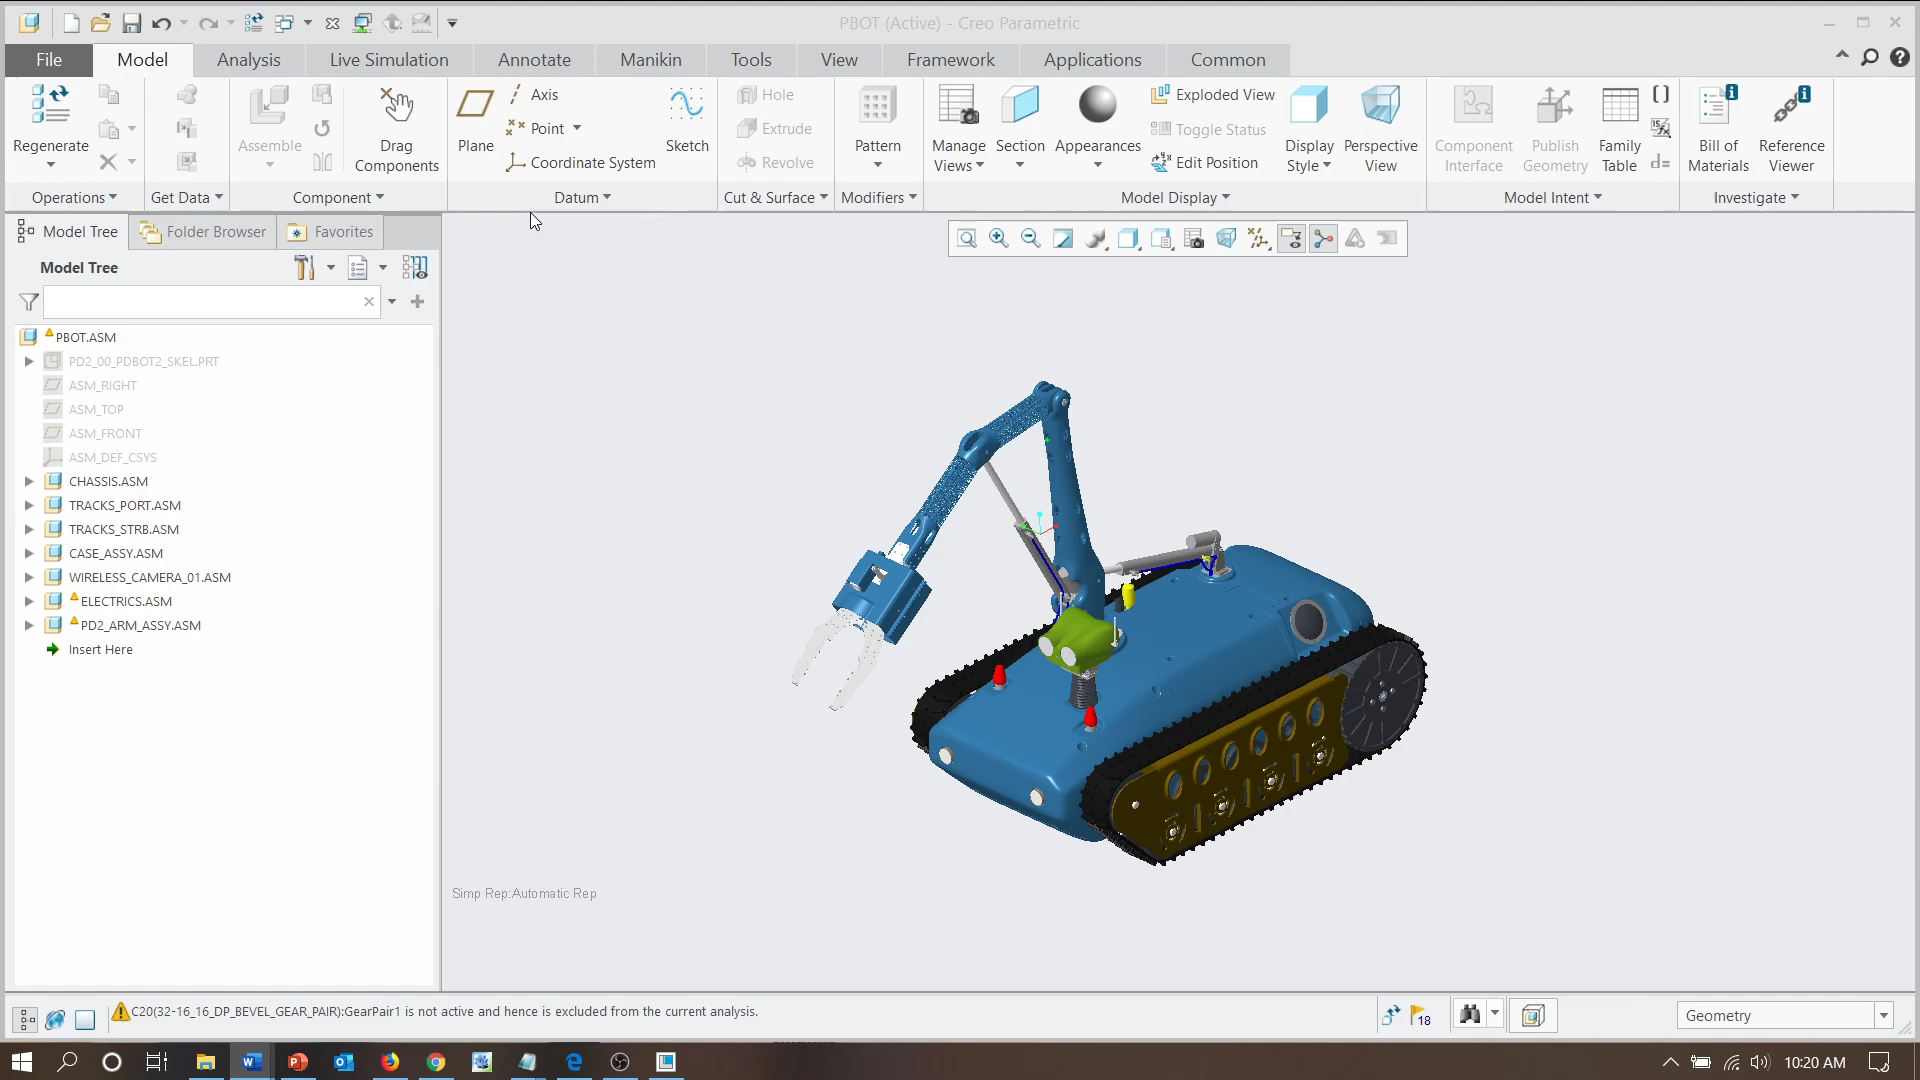 PBOT (Active) - Creo Parametric
File Model Analysis Live Simulation Annotate Manikin Tools View Framework Applications Common
Regenerate
Assemble
Drag Components
Plane
Axis
Point
Coordinate System
Sketch
Hole
Extrude
Revolve
Pattern
Manage Views
Section
Appearances
Exploded View
Toggle Status
Edit Position
Display Style
Perspective View
Component Interface
Publish Geometry
Family Table
Bill of Materials
Reference Viewer
Operations Get Data Component Datum Cut & Surface Modifiers Model Display Model Intent Investigate
Model Tree Folder Browser Favorites
Model Tree
PBOT.ASM
PD2_00_PDBOT2_SKEL.PRT
ASM_RIGHT
ASM_TOP
ASM_FRONT
ASM_DEF_CSYS
CHASSIS.ASM
TRACKS_PORT.ASM
TRACKS_STRB.ASM
CASE_ASSY.ASM
WIRELESS_CAMERA_01.ASM
ELECTRICS.ASM
PD2_ARM_ASSY.ASM
Insert Here
Simp Rep:Automatic Rep
C20(32-16_16_DP_BEVEL_GEAR_PAIR):GearPair1 is not active and hence is excluded from the current analysis.
18
Geometry
10:20 AM